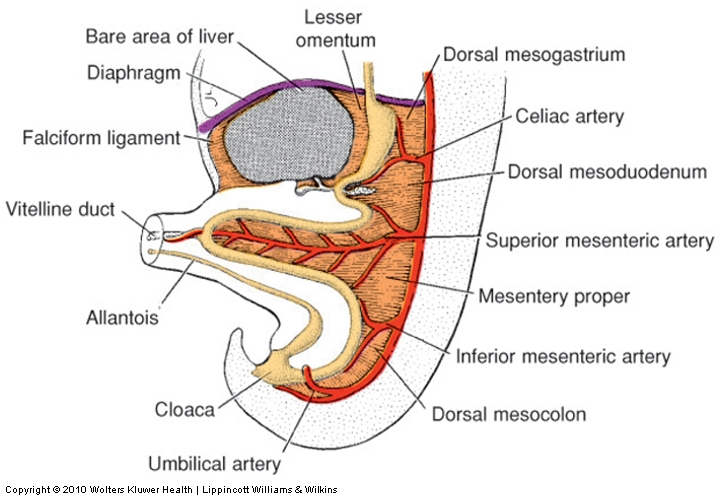 Lesser
omentum
Bare area of liver
Dorsal mesogastrium
Diaphragm
Celiac artery
Falciform ligament
Dorsal mesoduodenum
Vitelline duct
Superior mesenteric artery
Mesentery proper
Allantois
Inferior mesenteric artery
Cloaca
Dorsal mesocolon
Umbilical artery
Copyright © 2010 Wolters Kluwer Health | Lippincott Williams & Wilkins